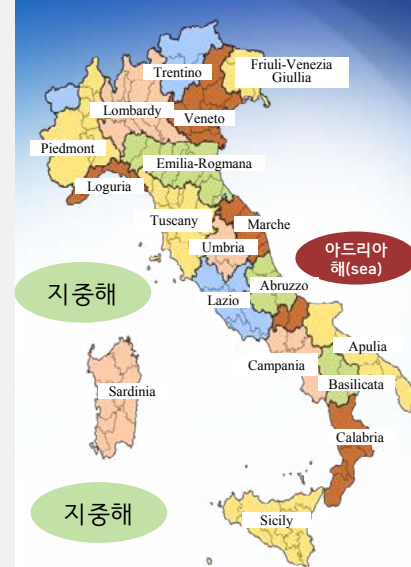 Trentino
Friuli-Venezia
Giullia
Lombardy
Veneto
Piedmont
Emilia-Rogmana
Loguria
Tuscany
Marche
Umbria
아드리아
해(sea)
지중해
Lazio
Abruzzo
Apulia
Campania
Sardinia
Basilicata
Calabria
지중해
Sicily